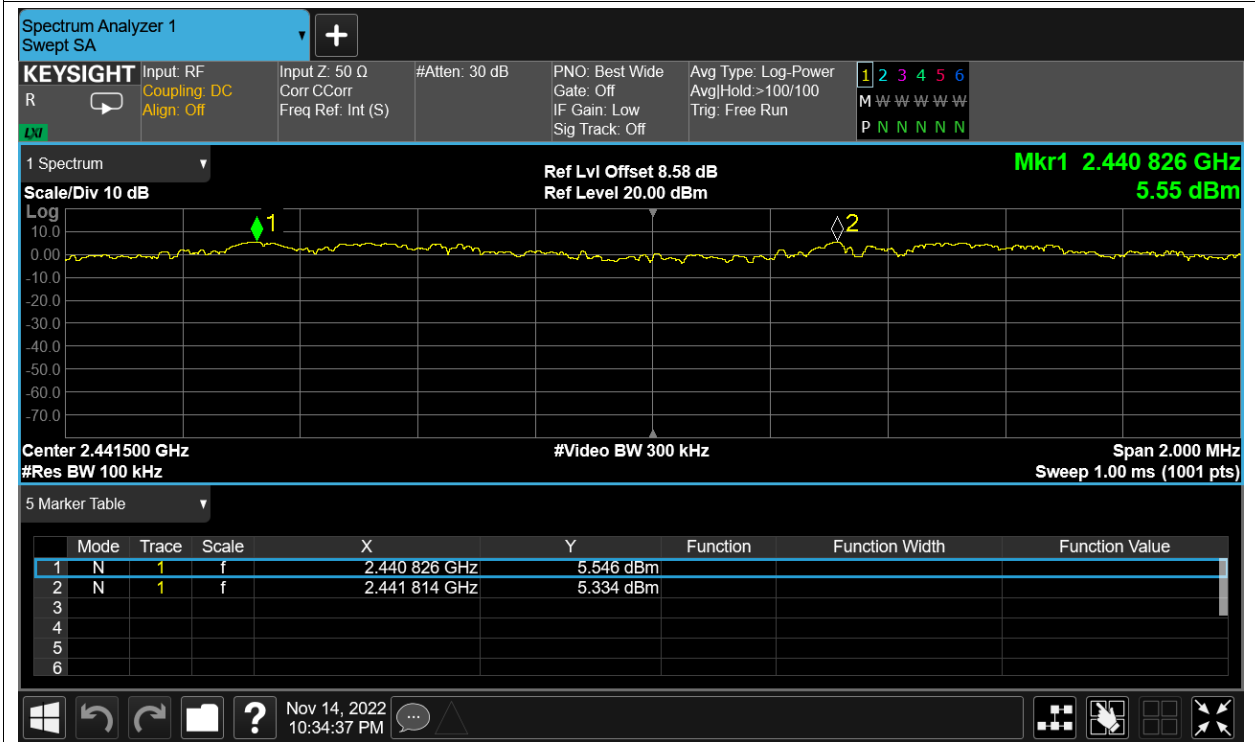 Spectrum Analyzer 1
Swept SA
KEYSIGHT
R
LXI
Input: RF
Coupling: DC
Align: Off
Input Z: 50 Ω
Corr CCorr
Freq Ref: Int (S)
#Atten: 30 dB
PNO: Best Wide
Gate: Off
IF Gain: Low
Sig Track: Off
Avg Type: Log-Power
Avg|Hold:>100/100
Trig: Free Run
1 2 3 4 5 6
M W W W W W
P N N N N N
1 Spectrum
Scale/Div 10 dB
Ref Lvl Offset 8.58 dB
Ref Level 20.00 dBm
Mkr1 2.440 826 GHz
5.55 dBm
Log
1
2
10.0
0.00
-10.0
-20.0
-30.0
-40.0
-50.0
-60.0
-70.0
Center 2.441500 GHz #Video BW 300 kHz Span 2.000 MHz
#Res BW 100 kHz Sweep 1.00 ms (1001 pts)
5 Marker Table
Mode Trace Scale X Y Function Function Width Function Value
1 N 1 f 2.440 826 GHz 5.546 dBm
2 N 1 f 2.441 814 GHz 5.334 dBm
3
4
5
6
? Nov 14, 2022
10:34:37 PM